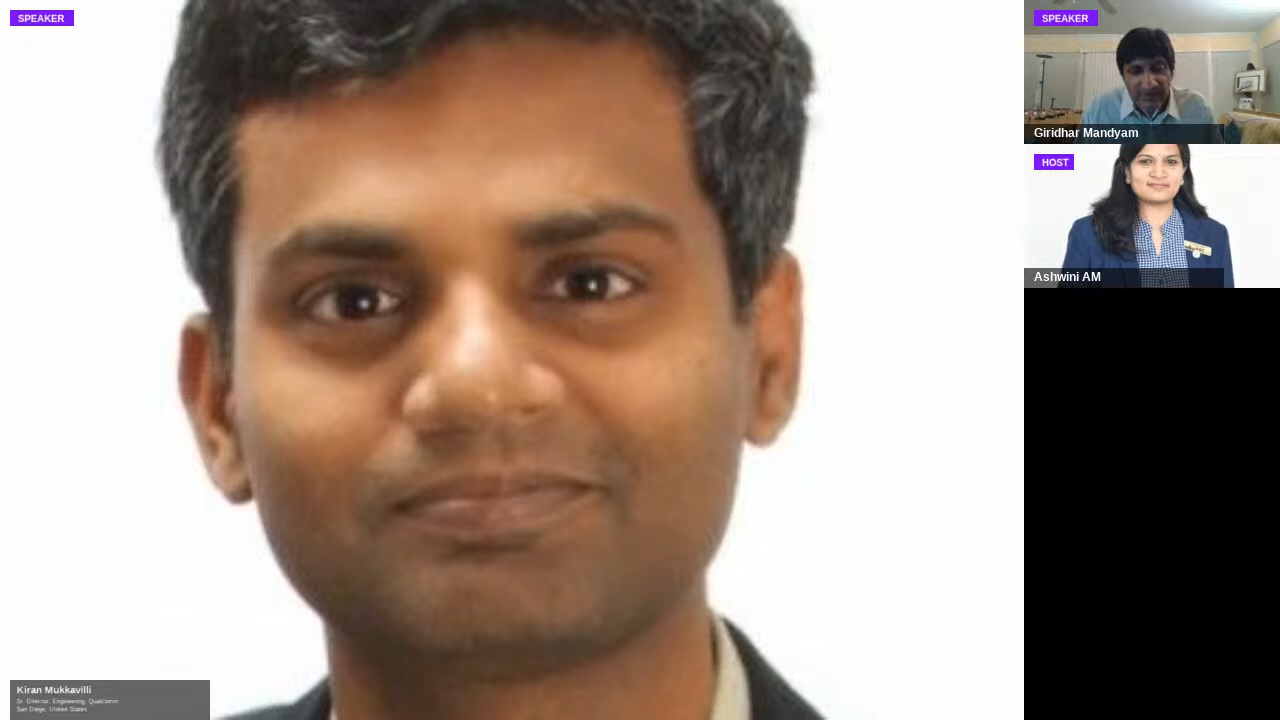 SPEAKER
Kiran Mukkavilli
Sr. Director, Engineering, Qualcomm
San Diego, United States
SPEAKER
Giridhar Mandyam
HOST
Ashwini AM